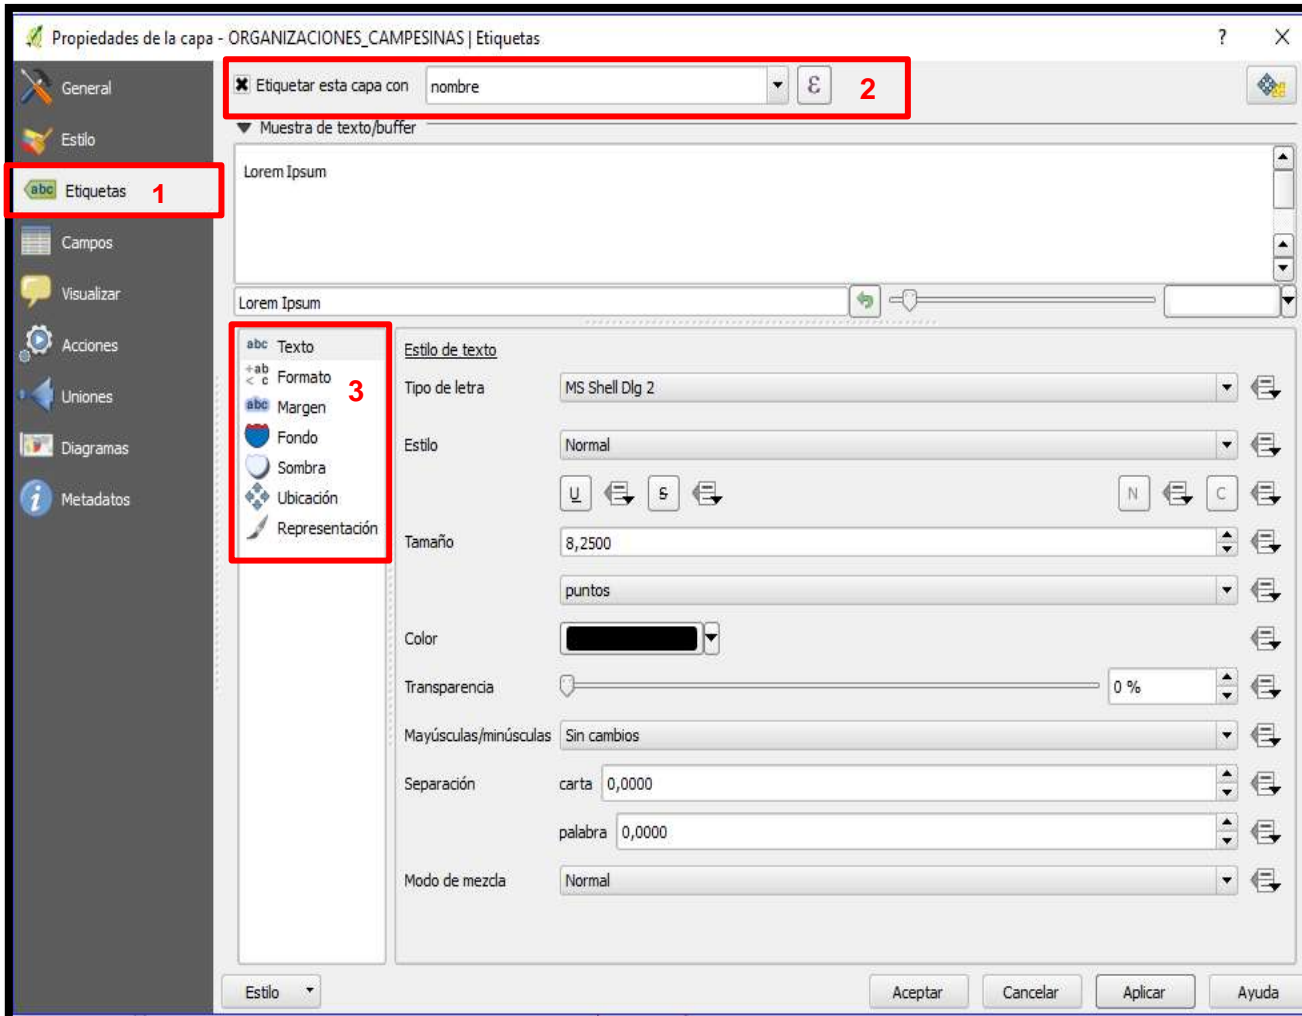 Propiedades de la capa - ORGANIZACIONES_CAMPESINAS | Etiquetas ?
General
Estilo
abc Etiquetas 1
Campos
Visualizar
Acciones
Uniones
Diagramas
Metadatos
Etiquetar esta capa con nombre ε 2
Muestra de texto/buffer
Lorem Ipsum
Lorem Ipsum
abc Texto
+ab < c Formato 3
abc Margen
Fondo
Sombra
Ubicación
Representación
Estilo de texto
Tipo de letra MS Shell Dlg 2
Estilo Normal
U S N C
Tamaño 8,2500
puntos
Color
Transparencia 0 %
Mayúsculas/minúsculas Sin cambios
Separación carta 0,0000
palabra 0,0000
Modo de mezcla Normal
Estilo Aceptar Cancelar Aplicar Ayuda